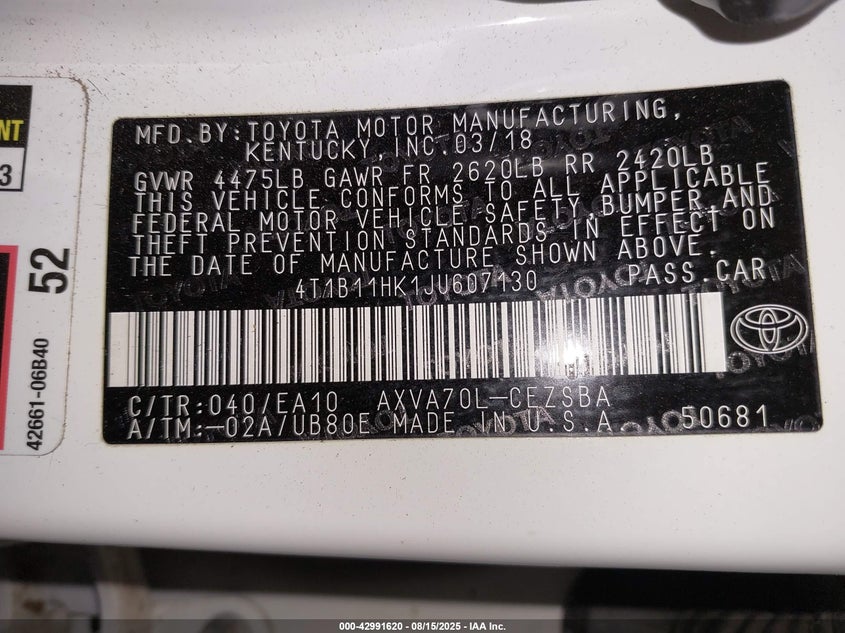 NT
3
52
42661-06B40
MFD.BY:TOYOTA MOTOR MANUFACTURING,
KENTUCKY, INC.03/18
GVWR 4475LB GAWR FR 2620LB RR 2420LB
THIS VEHICLE CONFORMS TO ALL APPLICABLE
FEDERAL MOTOR VEHICLE SAFETY,BUMPER,AND
THEFT PREVENTION STANDARDS IN EFFECT ON
THE DATE OF MANUFACTURE SHOWN ABOVE.
4T1B11HK1JU607130 PASS.CAR
C/TR:040/EA10 AXVA70L-CEZSBA
A/TM:-02A/UB80E MADE IN U.S.A. 50681
000-42991620 - 08/15/2025 - IAA Inc.